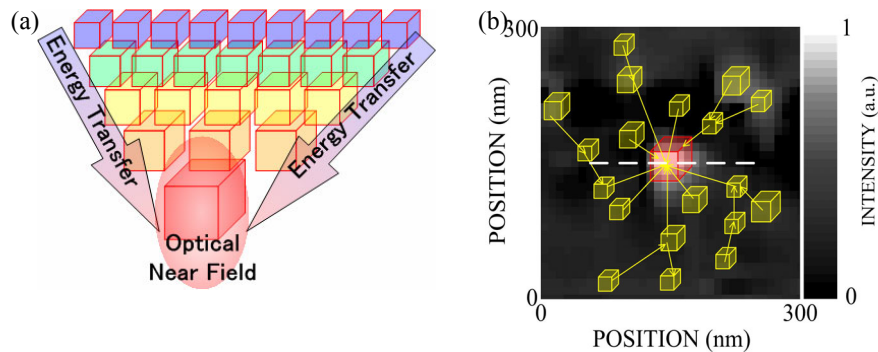 (a)
Energy Transfer
Energy Transfer
Optical
Near Field
(b)
300
POSITION (nm)
0
0
300
POSITION (nm)
1
INTENSITY (a.u.)
0